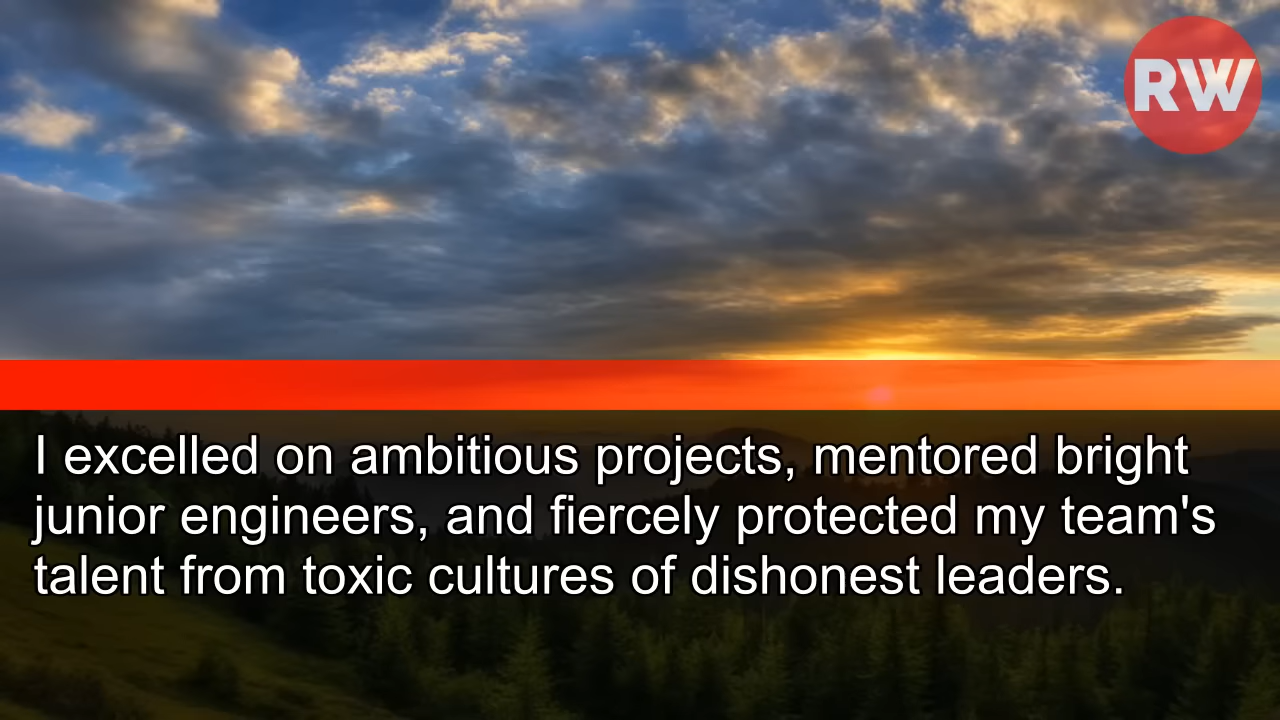 RW
I excelled on ambitious projects, mentored bright
junior engineers, and fiercely protected my team's
talent from toxic cultures of dishonest leaders.